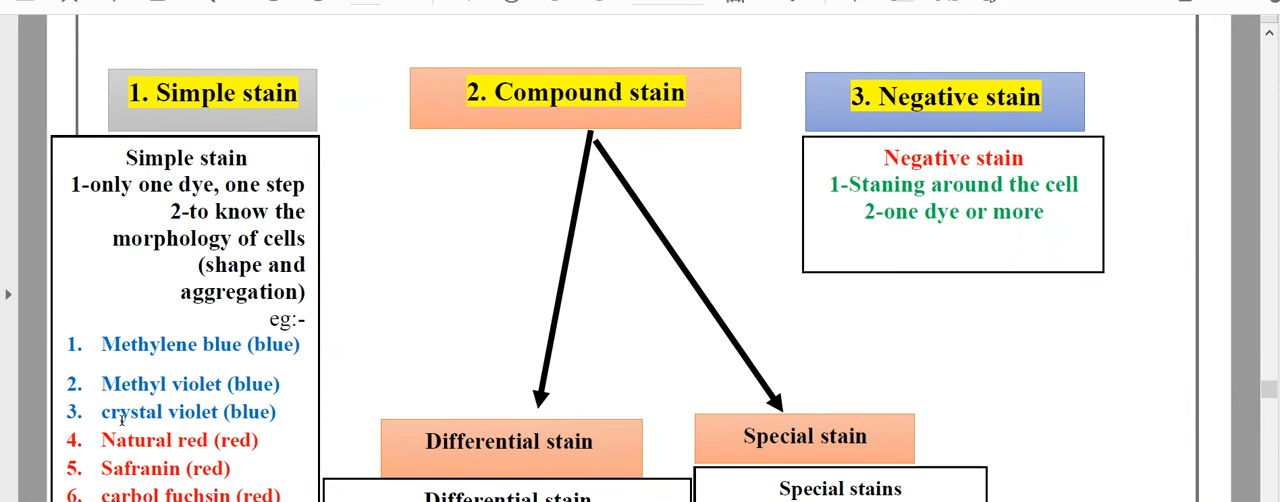 1. Simple stain
2. Compound stain
3. Negative stain
Simple stain
1-only one dye, one step
2-to know the
morphology of cells
(shape and
aggregation)
eg:-
1. Methylene blue (blue)
2. Methyl violet (blue)
3. crystal violet (blue)
4. Natural red (red)
5. Safranin (red)
6. carbol fuchsin (red)
Negative stain
1-Staning around the cell
2-one dye or more
Differential stain
Special stain
Differential stain
Special stains